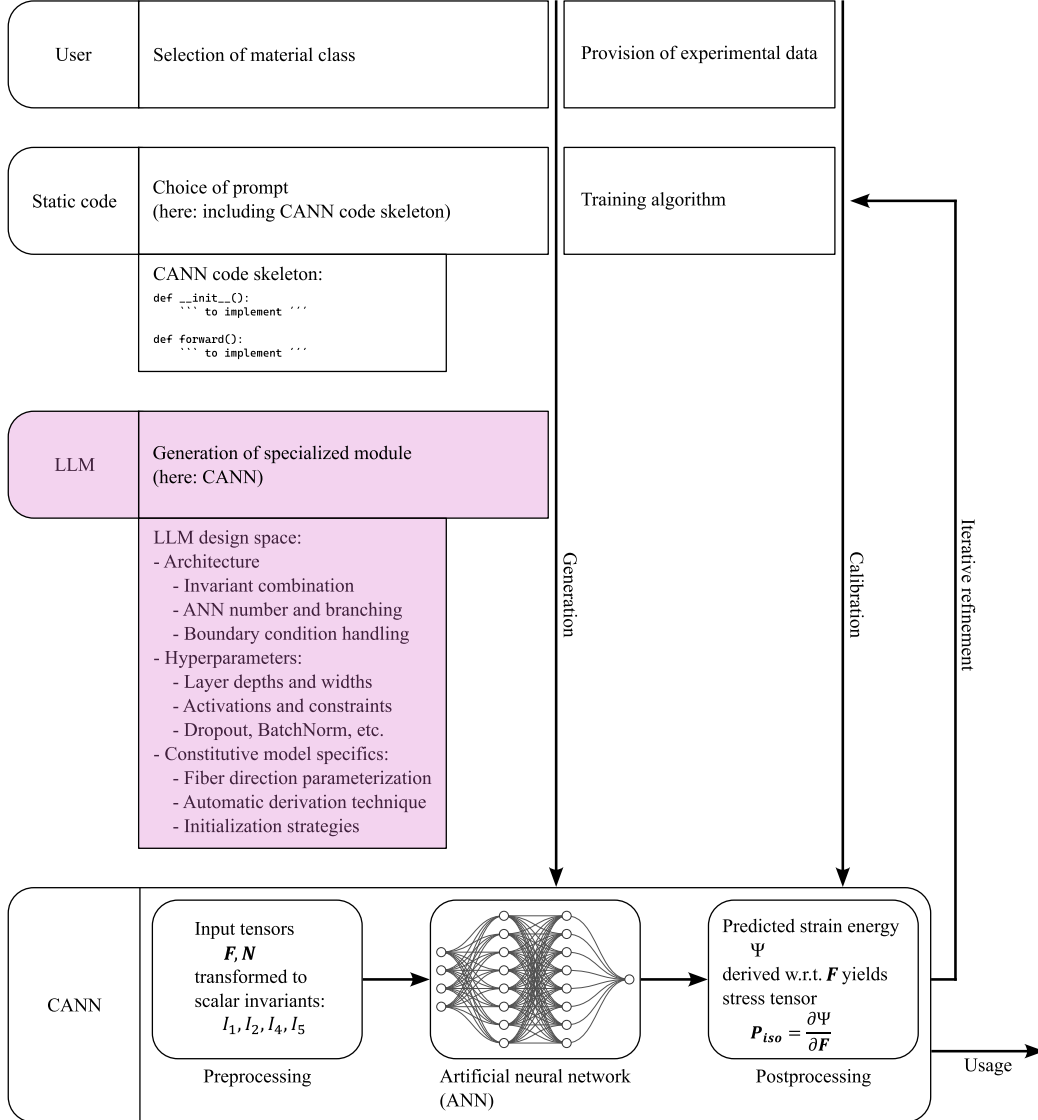 User
Selection of material class
Provision of experimental data
Static code
Choice of prompt
(here: including CANN code skeleton)
Training algorithm
CANN code skeleton:
def __init__():
``` to implement ´´´
def forward():
``` to implement ´´´
LLM
Generation of specialized module
(here: CANN)
LLM design space:
- Architecture
- Invariant combination
- ANN number and branching
- Boundary condition handling
- Hyperparameters:
- Layer depths and widths
- Activations and constraints
- Dropout, BatchNorm, etc.
- Constitutive model specifics:
- Fiber direction parameterization
- Automatic derivation technique
- Initialization strategies
Generation
Calibration
Iterative refinement
CANN
Input tensors
F, N
transformed to
scalar invariants:
I₁, I₂, I₄, I₅
Preprocessing
Artificial neural network
(ANN)
Predicted strain energy
Ψ
derived w.r.t. F yields
stress tensor
P_iso = ∂Ψ/∂F
Postprocessing
Usage